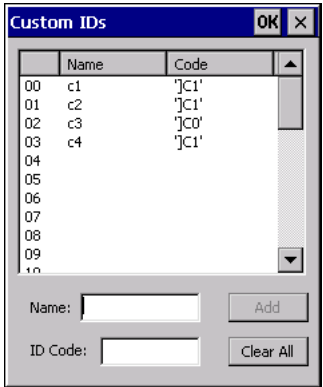 Custom IDs OK ×
Name Code
00 c1 ']C1'
01 c2 ']C1'
02 c3 ']C0'
03 c4 ']C1'
04
05
06
07
08
09
Name: Add
ID Code: Clear All